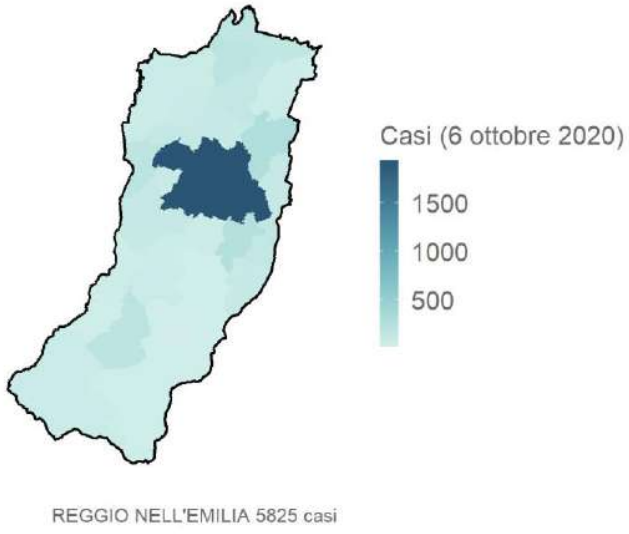 Casi (6 ottobre 2020)
1500
1000
500
REGGIO NELL'EMILIA 5825 casi